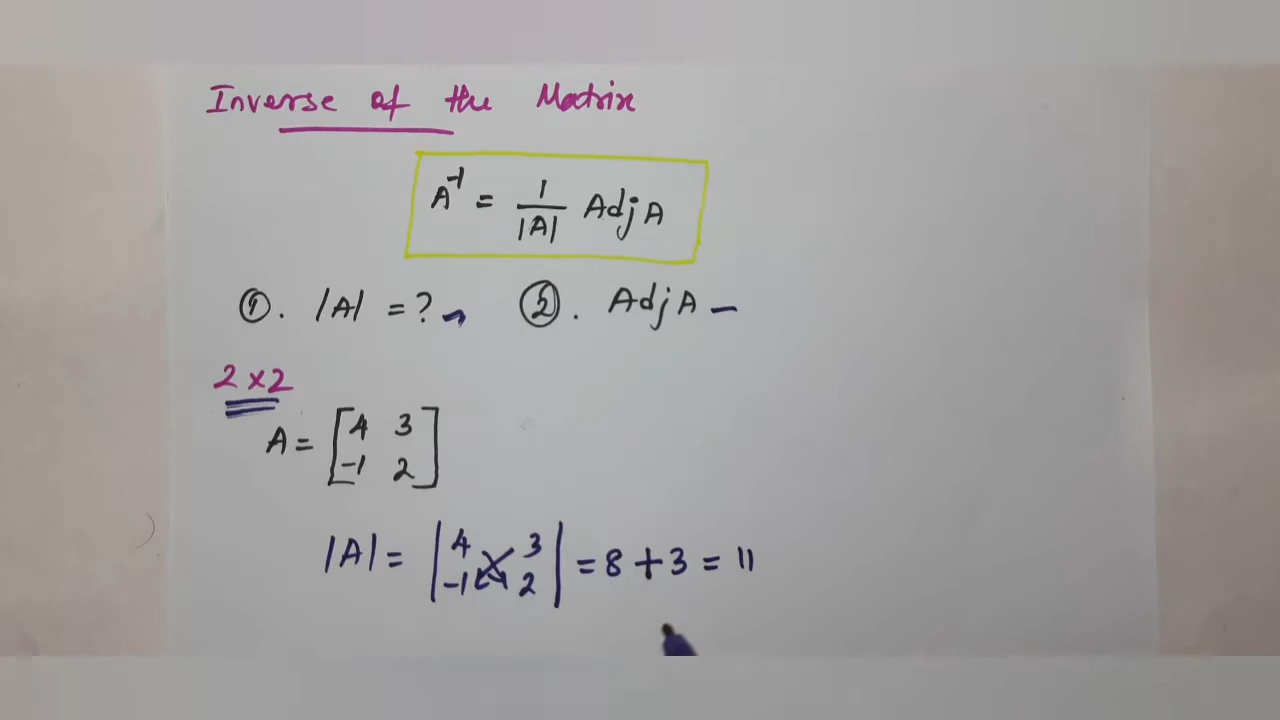 Inverse of the Matrix
A⁻¹ = 1/|A| Adj A
①. |A| = ? ②. Adj A –
2×2
A = [4 3
-1 2]
|A| = |4 3
-1 2| = 8 + 3 = 11